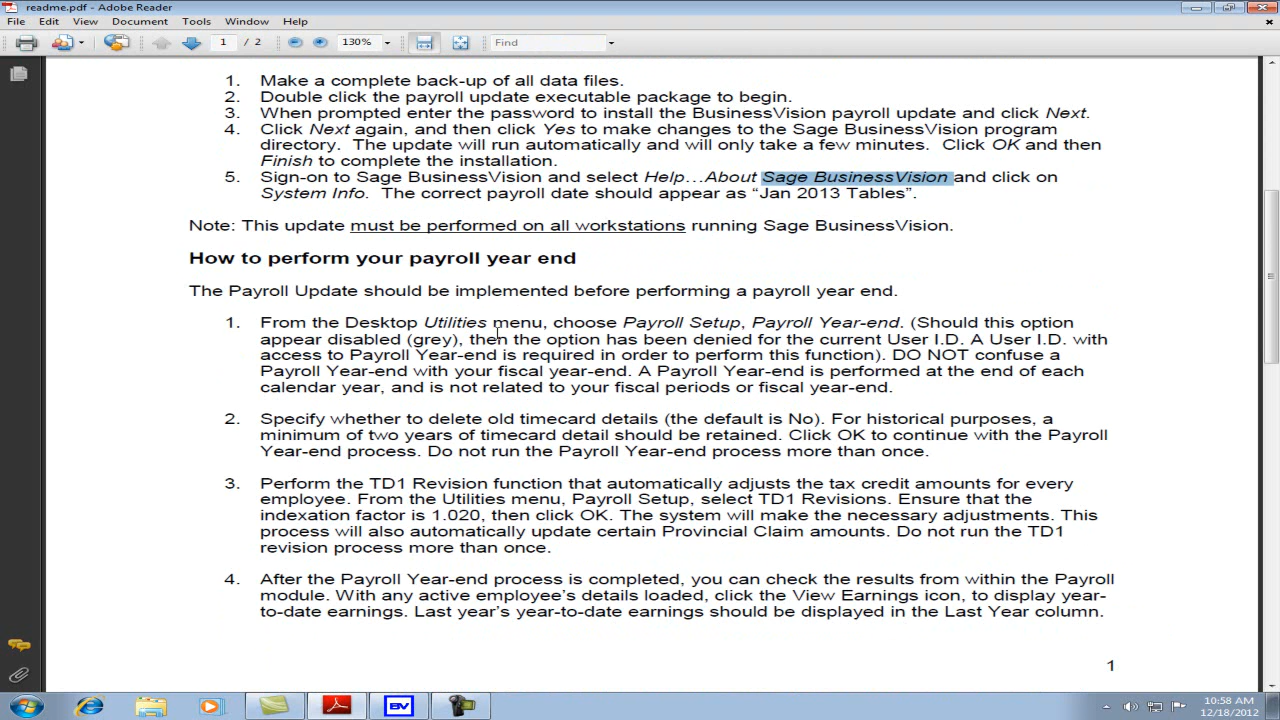 readme.pdf - Adobe Reader
File Edit View Document Tools Window Help
1 / 2 130% Find
1. Make a complete back-up of all data files.
2. Double click the payroll update executable package to begin.
3. When prompted enter the password to install the BusinessVision payroll update and click Next.
4. Click Next again, and then click Yes to make changes to the Sage BusinessVision program
directory. The update will run automatically and will only take a few minutes. Click OK and then
Finish to complete the installation.
5. Sign-on to Sage BusinessVision and select Help…About Sage BusinessVision and click on
System Info. The correct payroll date should appear as “Jan 2013 Tables”.
Note: This update must be performed on all workstations running Sage BusinessVision.
How to perform your payroll year end
The Payroll Update should be implemented before performing a payroll year end.
1. From the Desktop Utilities menu, choose Payroll Setup, Payroll Year-end. (Should this option
appear disabled (grey), then the option has been denied for the current User I.D. A User I.D. with
access to Payroll Year-end is required in order to perform this function). DO NOT confuse a
Payroll Year-end with your fiscal year-end. A Payroll Year-end is performed at the end of each
calendar year, and is not related to your fiscal periods or fiscal year-end.
2. Specify whether to delete old timecard details (the default is No). For historical purposes, a
minimum of two years of timecard detail should be retained. Click OK to continue with the Payroll
Year-end process. Do not run the Payroll Year-end process more than once.
3. Perform the TD1 Revision function that automatically adjusts the tax credit amounts for every
employee. From the Utilities menu, Payroll Setup, select TD1 Revisions. Ensure that the
indexation factor is 1.020, then click OK. The system will make the necessary adjustments. This
process will also automatically update certain Provincial Claim amounts. Do not run the TD1
revision process more than once.
4. After the Payroll Year-end process is completed, you can check the results from within the Payroll
module. With any active employee’s details loaded, click the View Earnings icon, to display year-
to-date earnings. Last year’s year-to-date earnings should be displayed in the Last Year column.
1
BV
10:58 AM
12/18/2012